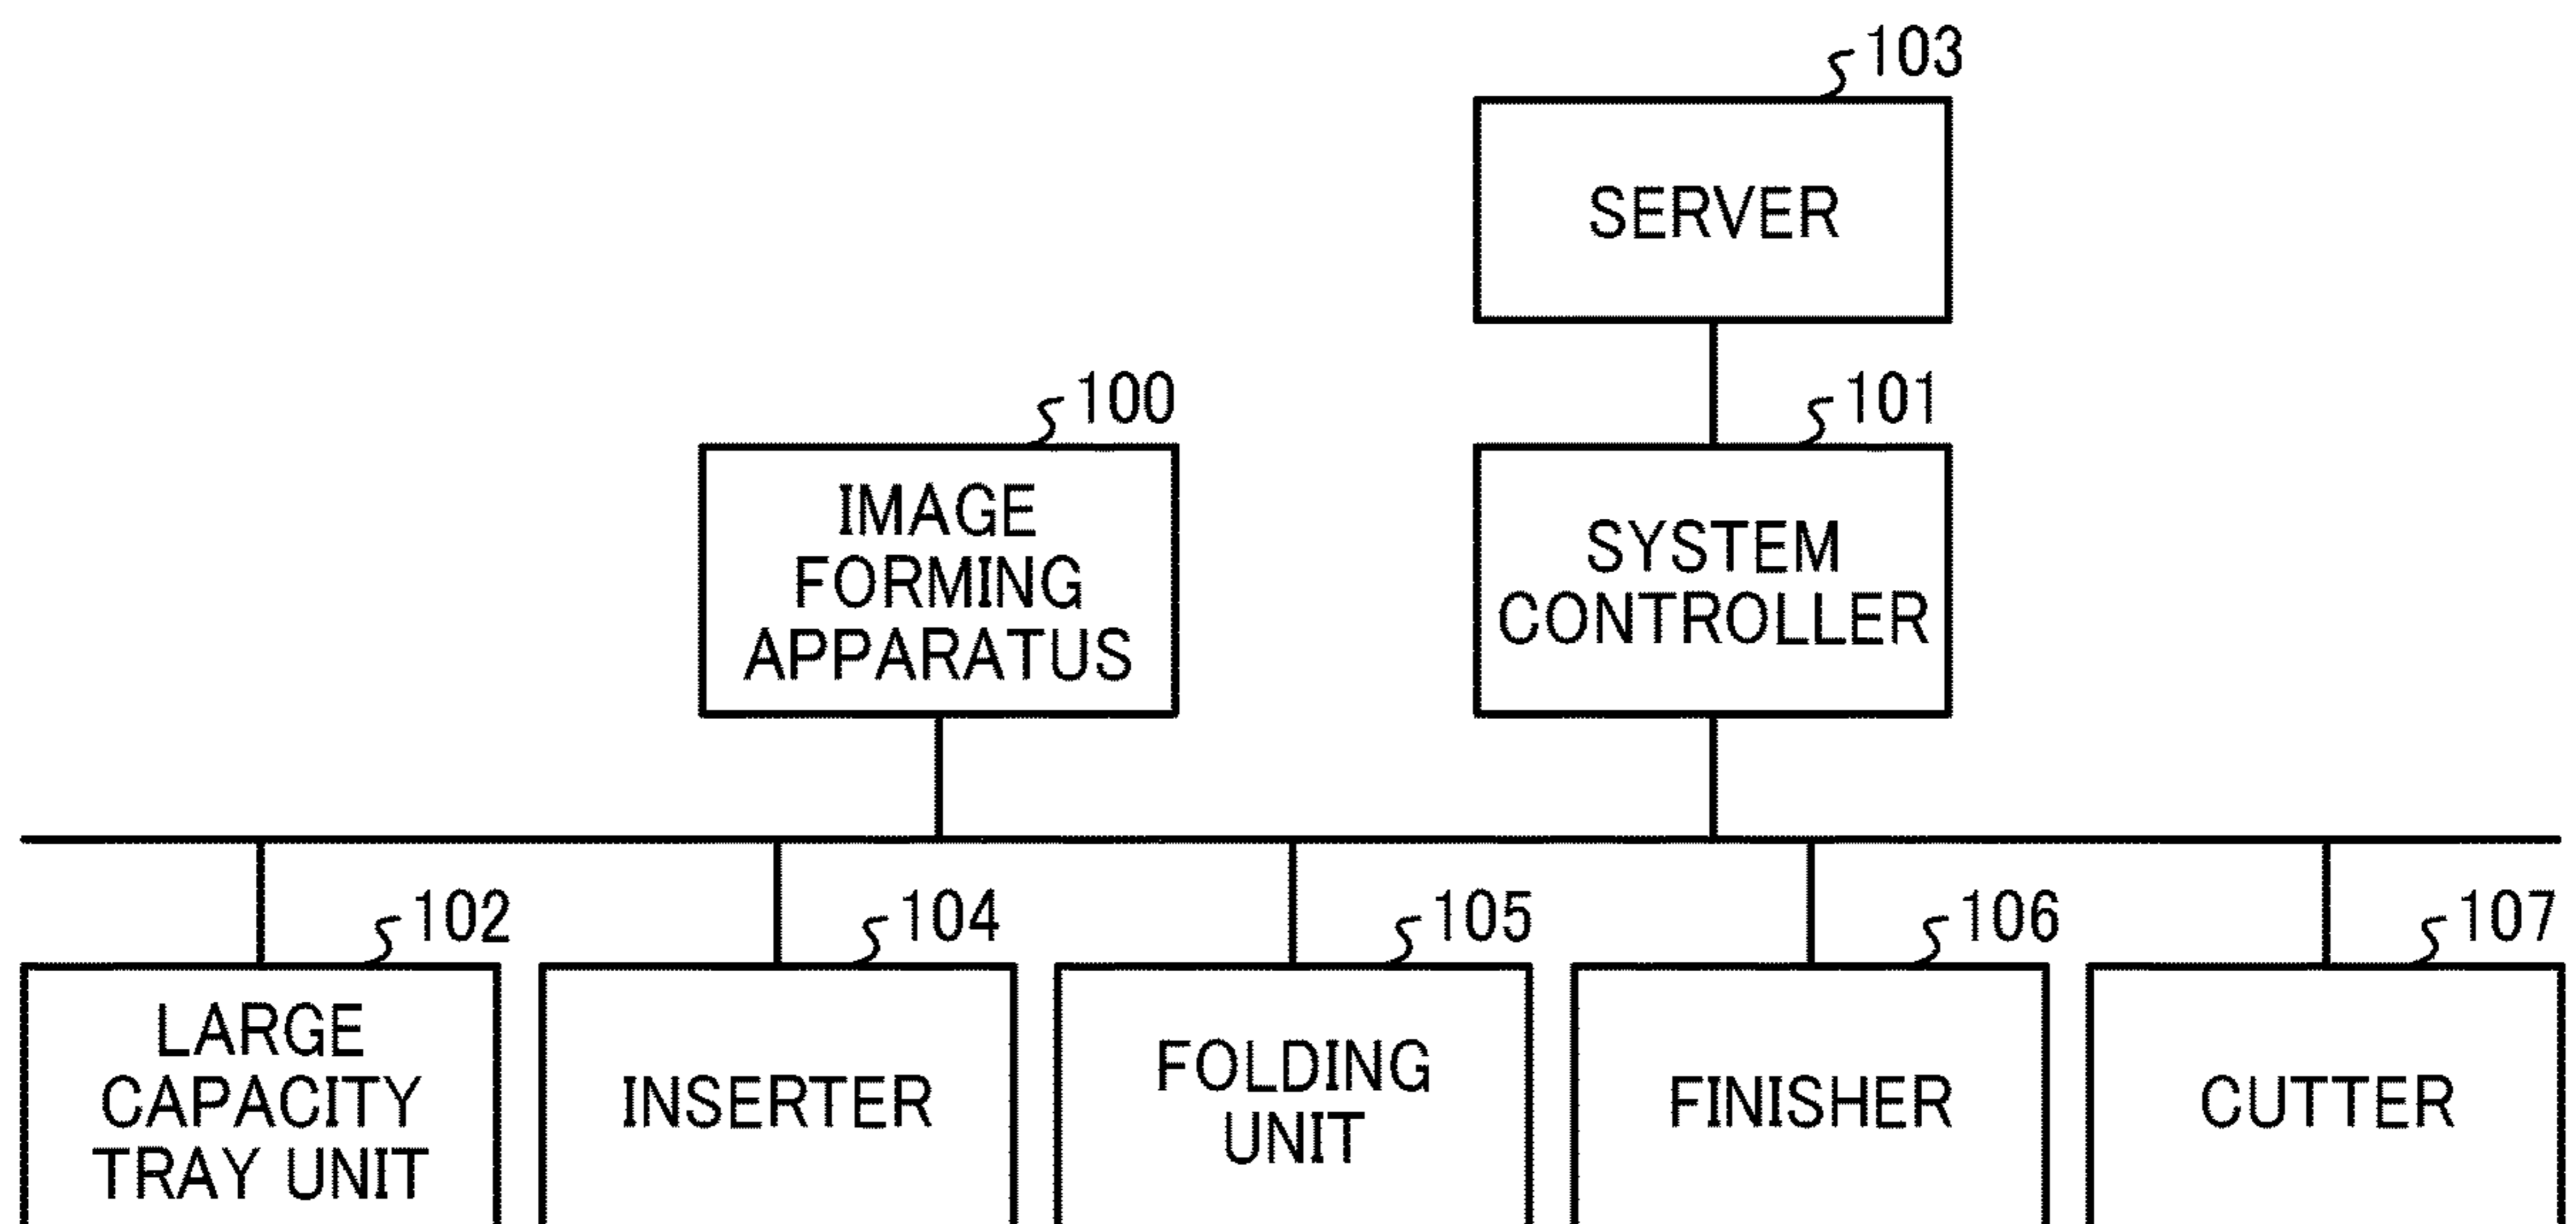 103
SERVER
100
IMAGE
FORMING
APPARATUS
101
SYSTEM
CONTROLLER
102
LARGE
CAPACITY
TRAY UNIT
104
INSERTER
105
FOLDING
UNIT
106
FINISHER
107
CUTTER